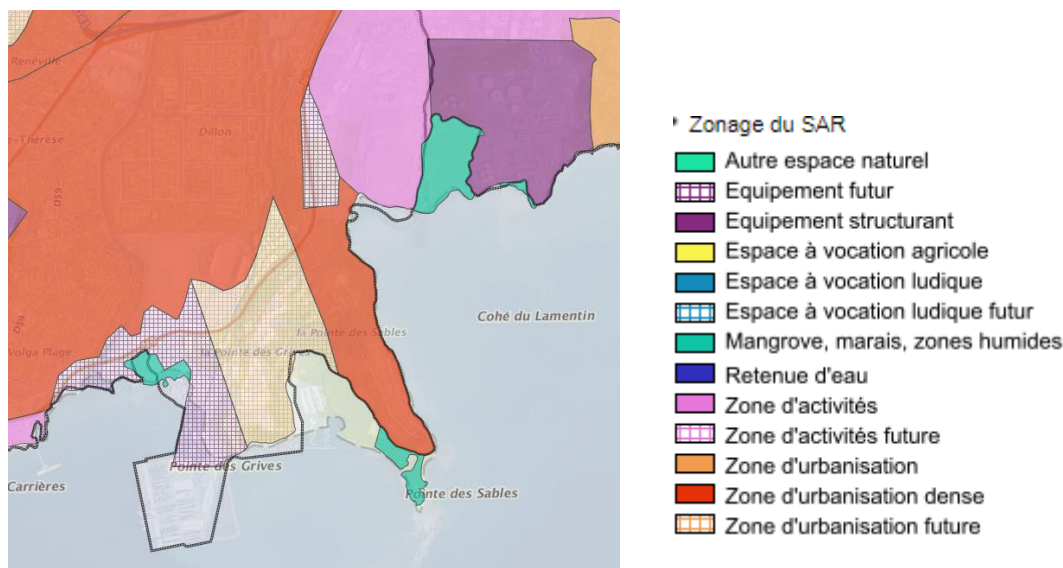 Reneville
e-Thérèse
Dillon
D59
Cohé du Lamentin
la Pointe des Sables
la Pointe des Grives
Volga Plage
D59
Pointe des Grives
Carrières
Pointe des Sables
Zonage du SAR
Autre espace naturel
Equipement futur
Equipement structurant
Espace à vocation agricole
Espace à vocation ludique
Espace à vocation ludique futur
Mangrove, marais, zones humides
Retenue d'eau
Zone d'activités
Zone d'activités future
Zone d'urbanisation
Zone d'urbanisation dense
Zone d'urbanisation future